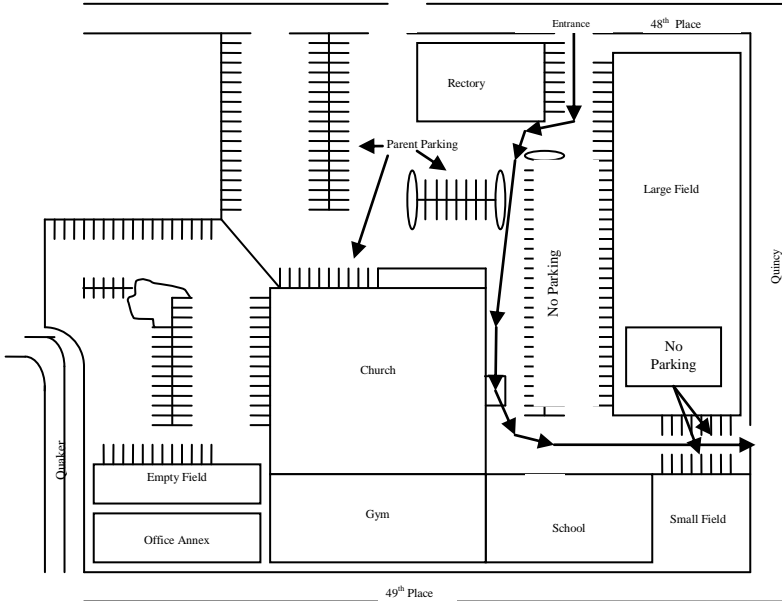 Entrance
48th Place
Rectory
Parent Parking
Large Field
Quincy
No Parking
No
Parking
Church
Quaker
Empty Field
Gym
School
Small Field
Office Annex
49th Place